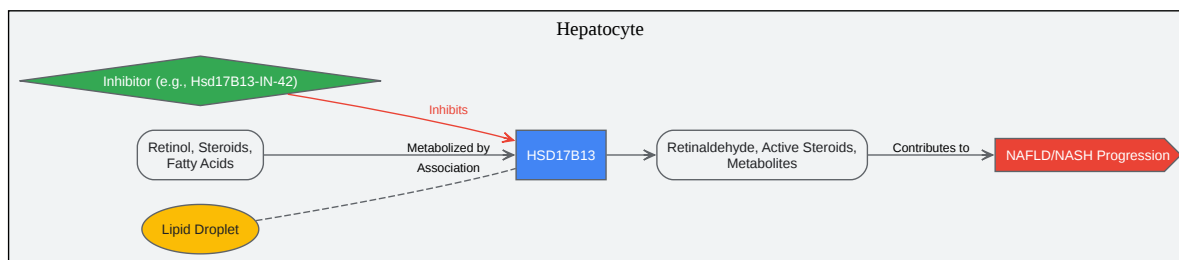 Hepatocyte
Inhibitor (e.g., Hsd17B13-IN-42)
Inhibits
Retinol, Steroids,
Fatty Acids
Metabolized by
Association
HSD17B13
Retinaldehyde, Active Steroids,
Metabolites
Contributes to
NAFLD/NASH Progression
Lipid Droplet